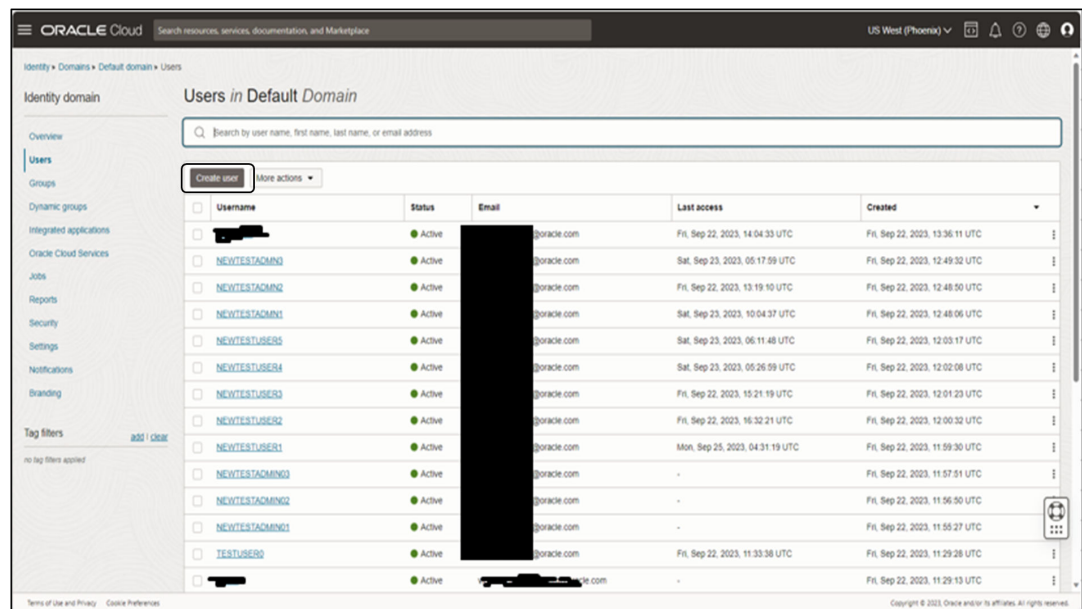 ORACLE Cloud Search resources, services, documentation, and Marketplace US West (Phoenix)
Identity » Domains » Default domain » Users
Identity domain
Overview
Users
Groups
Dynamic groups
Integrated applications
Oracle Cloud Services
Jobs
Reports
Security
Settings
Notifications
Branding
Tag filters add | clear
no tag filters applied
Users in Default Domain
Search by user name, first name, last name, or email address
Create user More actions
Username Status Email Last access Created
Active @oracle.com Fri, Sep 22, 2023, 14:04:33 UTC Fri, Sep 22, 2023, 13:36:11 UTC
NEWTESTADMN3 Active @oracle.com Sat, Sep 23, 2023, 05:17:59 UTC Fri, Sep 22, 2023, 12:49:32 UTC
NEWTESTADMN2 Active @oracle.com Fri, Sep 22, 2023, 13:19:10 UTC Fri, Sep 22, 2023, 12:48:50 UTC
NEWTESTADMN1 Active @oracle.com Sat, Sep 23, 2023, 10:04:37 UTC Fri, Sep 22, 2023, 12:48:06 UTC
NEWTESTUSER5 Active @oracle.com Sat, Sep 23, 2023, 06:11:48 UTC Fri, Sep 22, 2023, 12:03:17 UTC
NEWTESTUSER4 Active @oracle.com Sat, Sep 23, 2023, 05:26:59 UTC Fri, Sep 22, 2023, 12:02:08 UTC
NEWTESTUSER3 Active @oracle.com Fri, Sep 22, 2023, 15:21:19 UTC Fri, Sep 22, 2023, 12:01:23 UTC
NEWTESTUSER2 Active @oracle.com Fri, Sep 22, 2023, 16:32:21 UTC Fri, Sep 22, 2023, 12:00:32 UTC
NEWTESTUSER1 Active @oracle.com Mon, Sep 25, 2023, 04:31:19 UTC Fri, Sep 22, 2023, 11:59:30 UTC
NEWTESTADMIN03 Active @oracle.com - Fri, Sep 22, 2023, 11:57:51 UTC
NEWTESTADMIN02 Active @oracle.com - Fri, Sep 22, 2023, 11:56:50 UTC
NEWTESTADMIN01 Active @oracle.com - Fri, Sep 22, 2023, 11:55:27 UTC
TESTUSER0 Active @oracle.com Fri, Sep 22, 2023, 11:33:38 UTC Fri, Sep 22, 2023, 11:29:28 UTC
Active cle.com - Fri, Sep 22, 2023, 11:29:13 UTC
Terms of Use and Privacy Cookie Preferences Copyright © 2023, Oracle and/or its affiliates. All rights reserved.